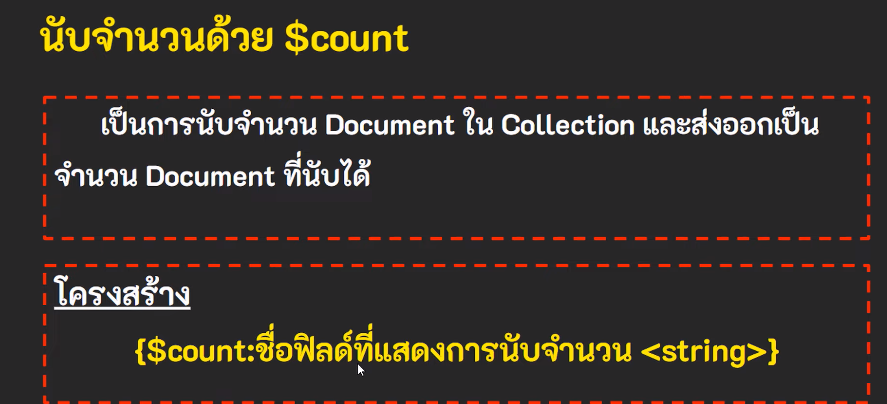 นับจำนวนด้วย $count
เป็นการนับจำนวน Document ใน Collection และส่งออกเป็น
จำนวน Document ที่นับได้
โครงสร้าง
{$count:ชื่อฟิลด์ที่แสดงการนับจำนวน <string>}